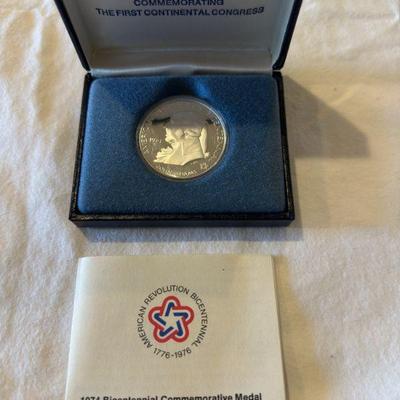 COMMEMORATING
THE FIRST CONTINENTAL CONGRESS
AMERICAN REVOLUTION BICENTENNIAL
1776-1976
1974 Bicentennial Commemorative Medal